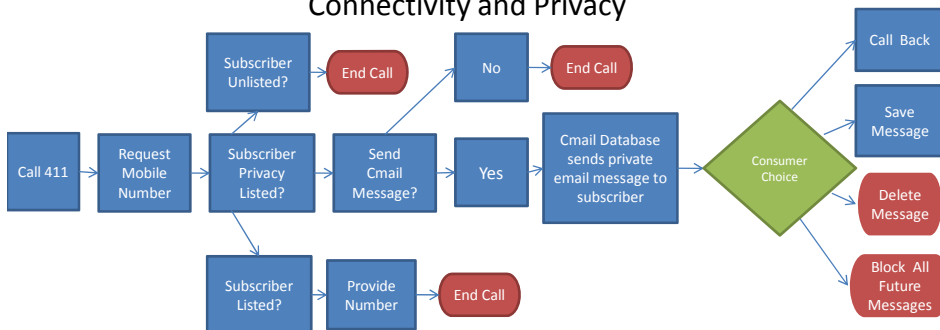 Connectivity and Privacy
Subscriber
Unlisted?
End Call
No
End Call
Call Back
Call 411
Request
Mobile
Number
Subscriber
Privacy
Listed?
Send
Cmail
Message?
Yes
Cmail Database
sends private
email message to
subscriber
Consumer
Choice
Save
Message
Delete
Message
Subscriber
Listed?
Provide
Number
End Call
Block All
Future
Messages